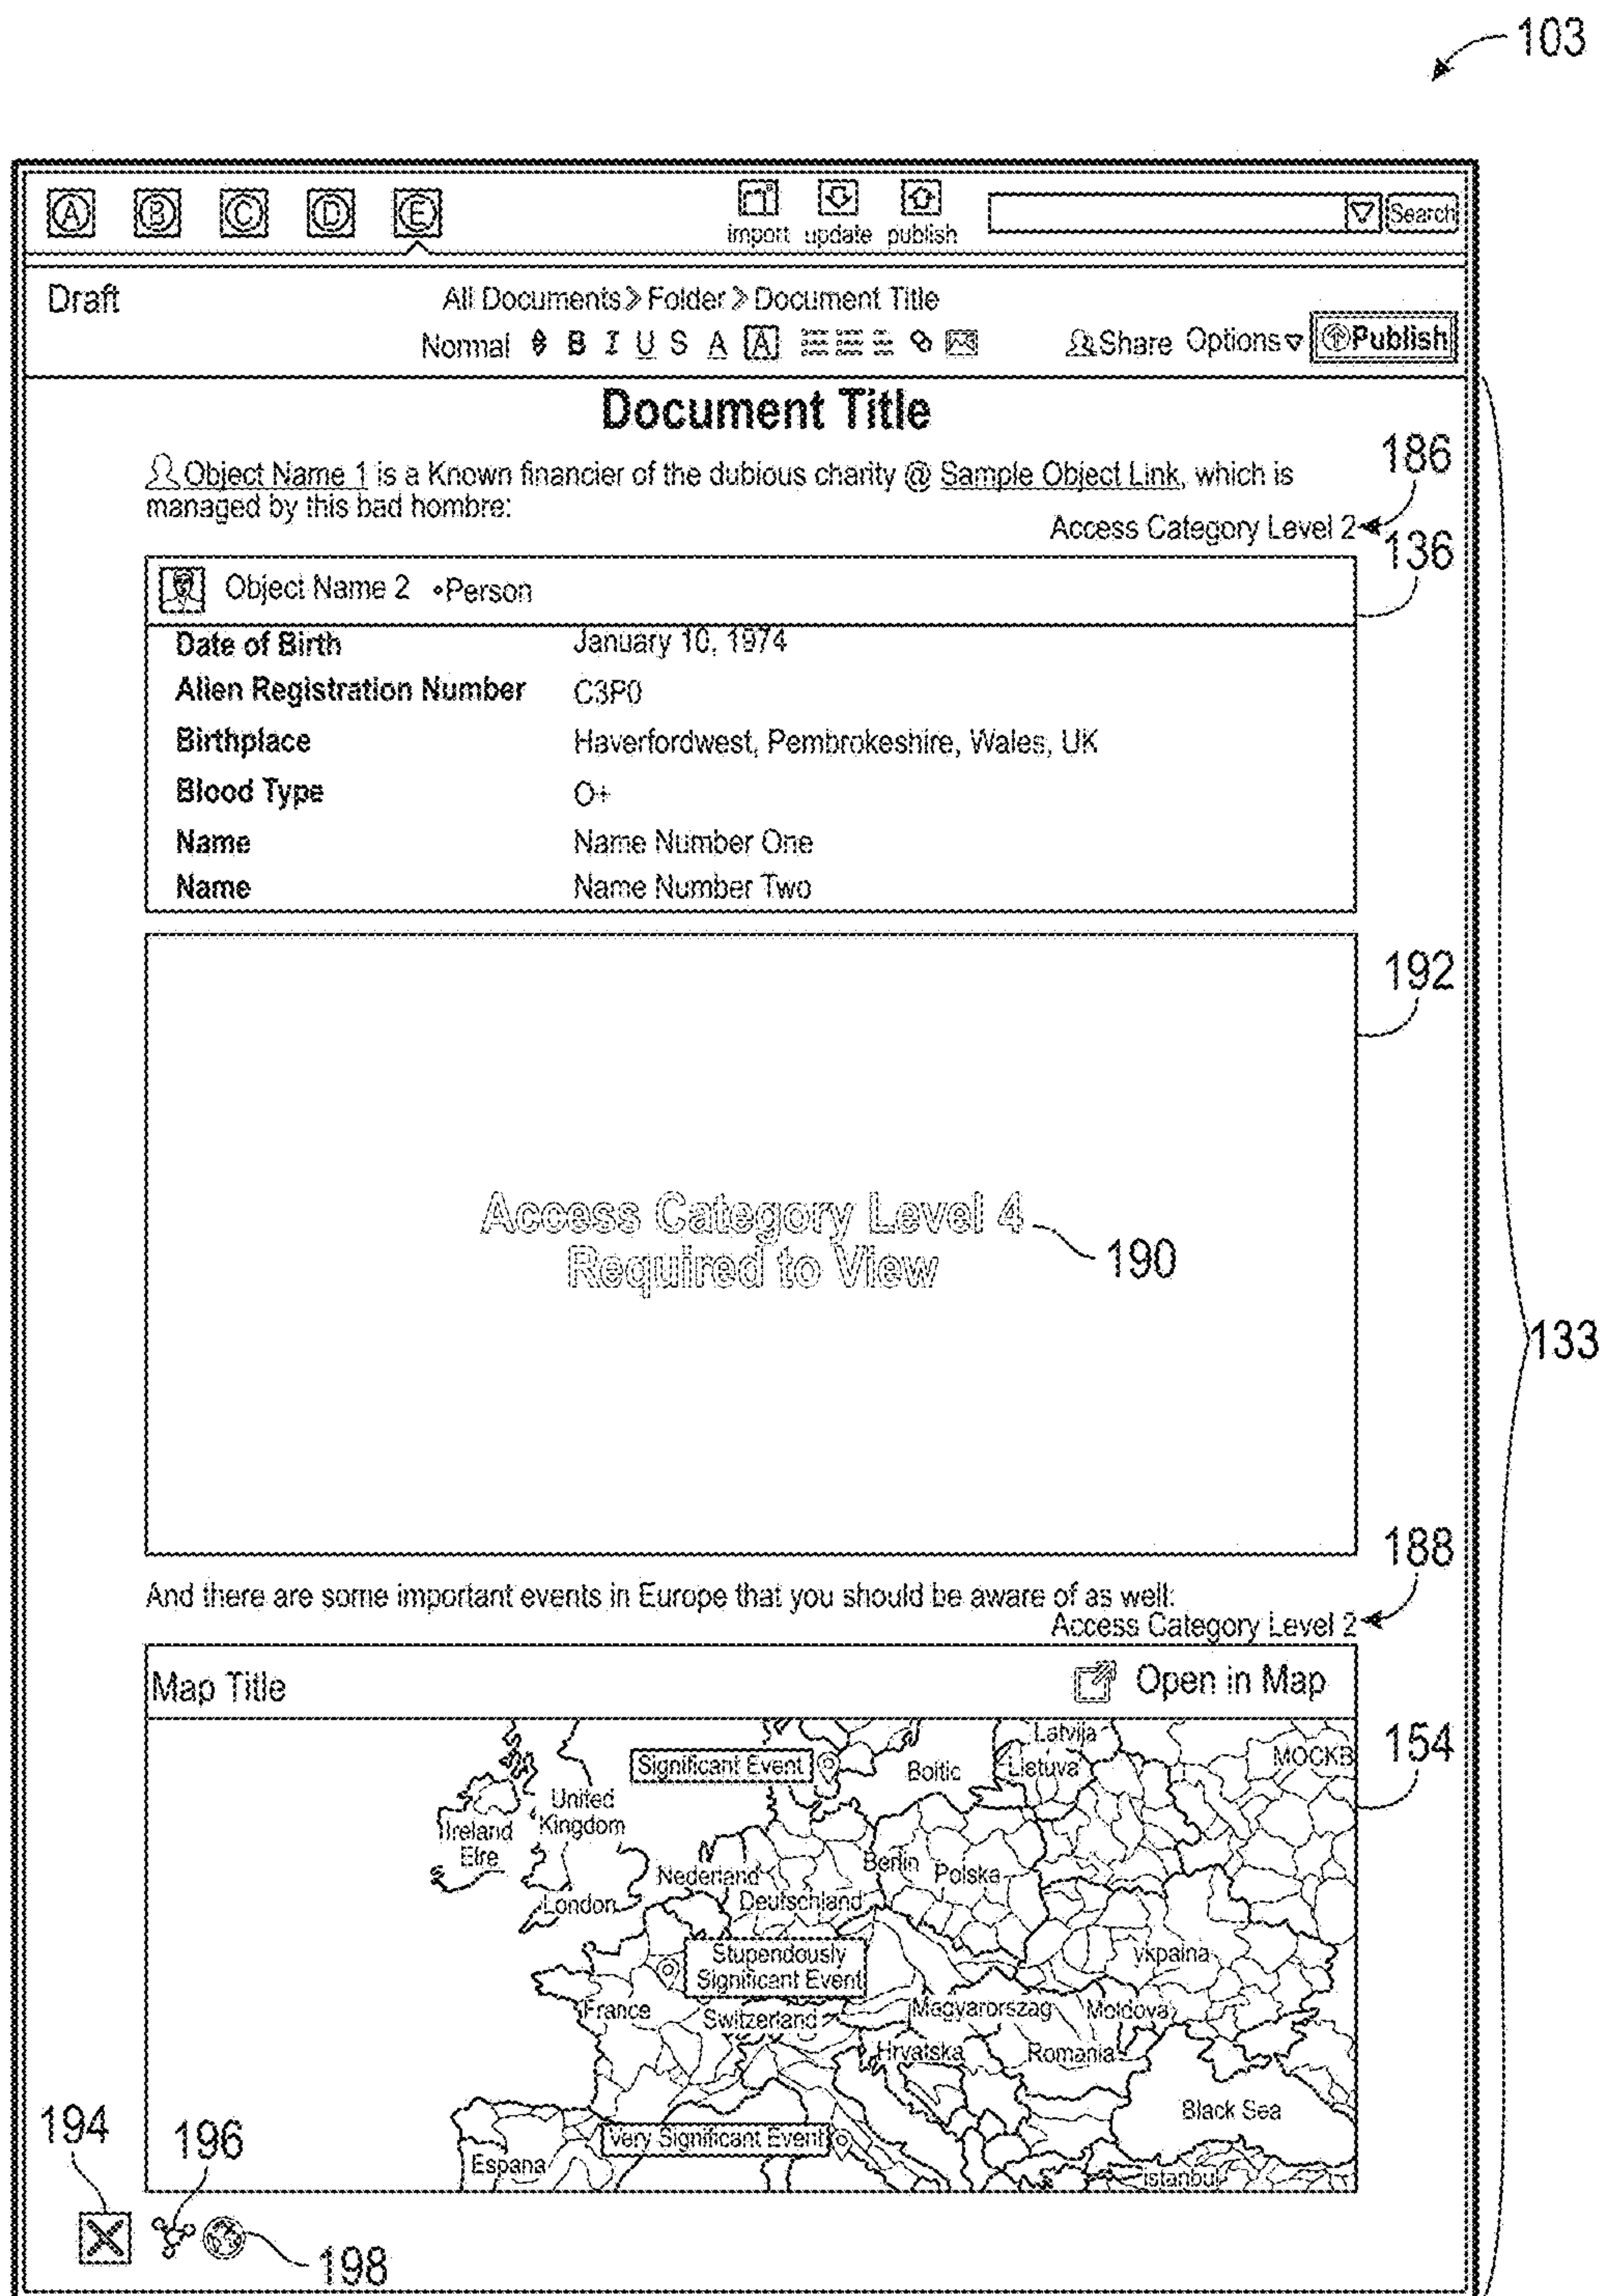 103
A B C D E
import update publish Search
Draft
All Documents > Folder > Document Title
Normal B I U S A A Share Options Publish
Document Title
186
Object Name 1 is a Known financier of the dubious charity @ Sample Object Link, which is
managed by this bad hombre:
Access Category Level 2
136
Object Name 2 •Person
Date of Birth January 10, 1974
Alien Registration Number C3P0
Birthplace Haverfordwest, Pembrokeshire, Wales, UK
Blood Type O+
Name Name Number One
Name Name Number Two
192
Access Category Level 4
Required to View
190
133
188
And there are some important events in Europe that you should be aware of as well:
Access Category Level 2
Map Title Open in Map
154
Latvija
Significant Event
Boltic
Lietuva
МОСКВ
United
Kingdom
Ireland
Eire
Nederland
Berlin
Polska
London
Deutschland
Stupendously
Significant Event
укрaїна
France
Switzerland
Magyarorszag
Moldova
Hrvatska
Romania
Black Sea
194
196
Very Significant Event
Espana
istanbul
198